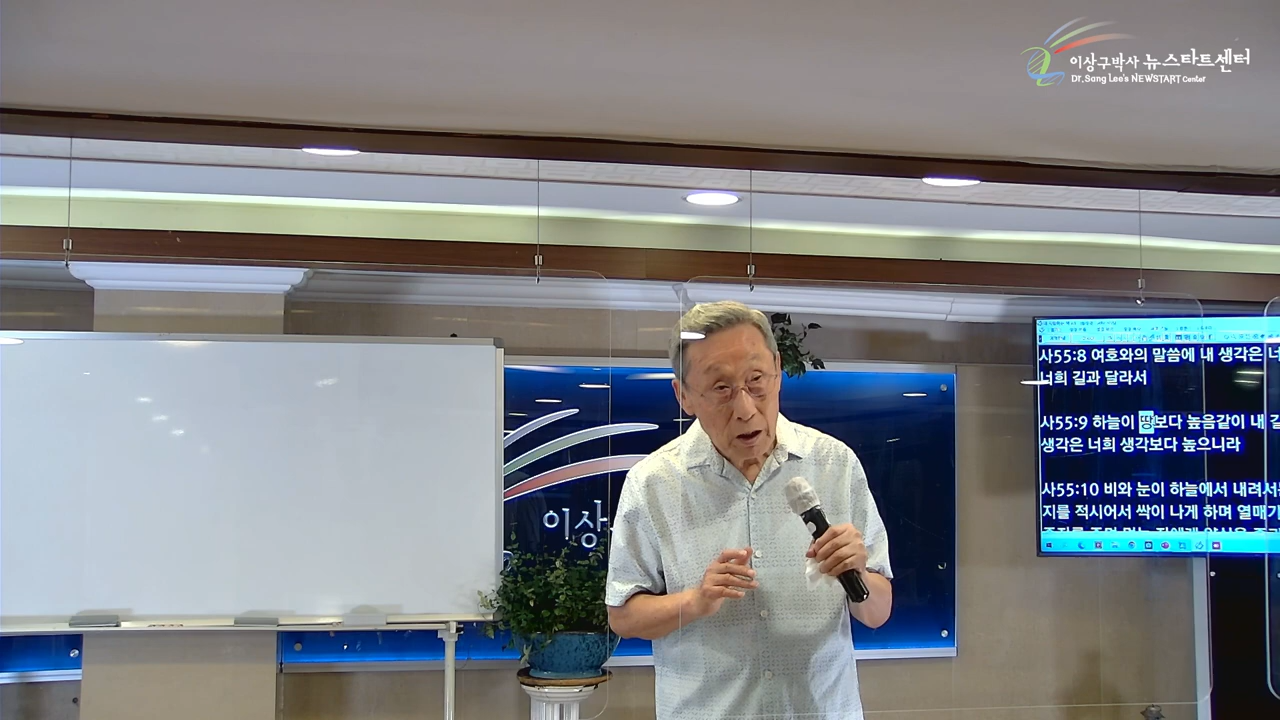 이상구박사 뉴스타트센터
Dr. Sang Lee's NEWSTART Center
사55:8 여호와의 말씀에 내 생각은 너
너희 길과 달라서
사55:9 하늘이 땅보다 높음같이 내 길
생각은 너희 생각보다 높으니라
사55:10 비와 눈이 하늘에서 내려서
지를 적시어서 싹이 나게 하며 열매가
이상